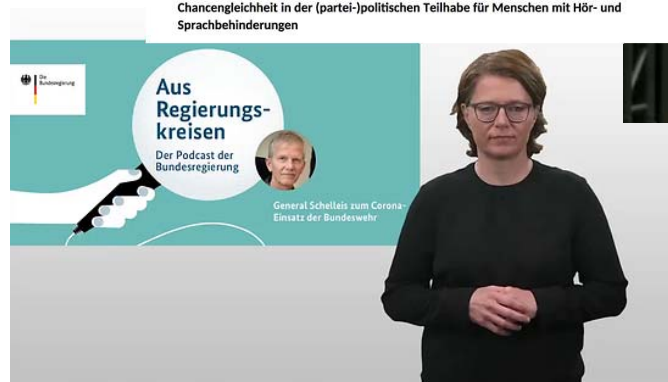 Chancengleichheit in der (partei-)politischen Teilhabe für Menschen mit Hör- und
Sprachbehinderungen
Die
Bundesregierung
Aus
Regierungs-
kreisen
Der Podcast der
Bundesregierung
General Schelleis zum Corona-
Einsatz der Bundeswehr